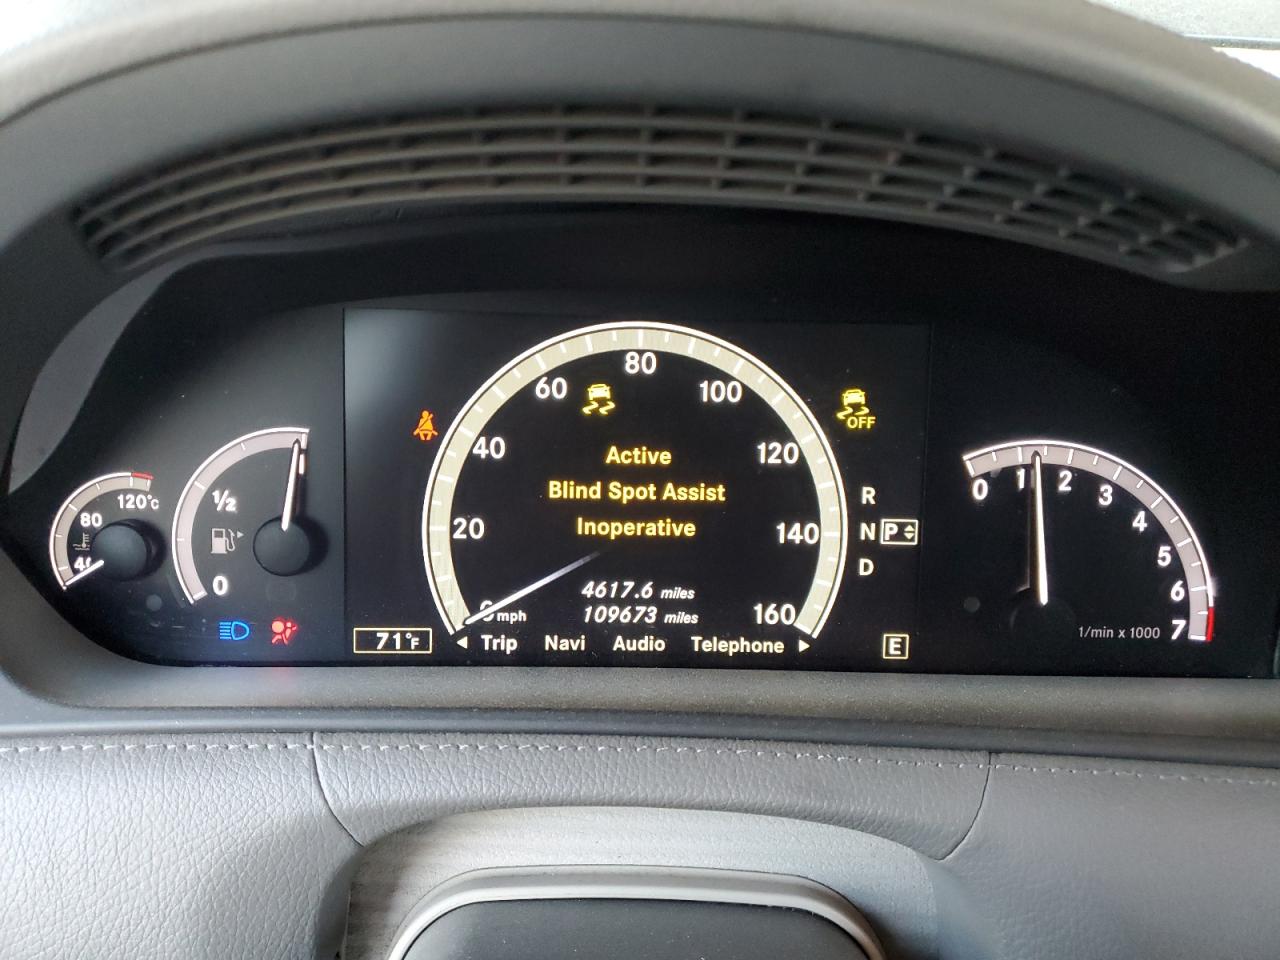 80
60
100
OFF
40
Active
120
Blind Spot Assist
120°C
½
0
1
2
3
R
20
Inoperative
140
N
P
4
80
D
5
40
4617.6 miles
0
0 mph
109673 miles
160
6
71°F
Trip
Navi
Audio
Telephone
E
1/min x 1000
7